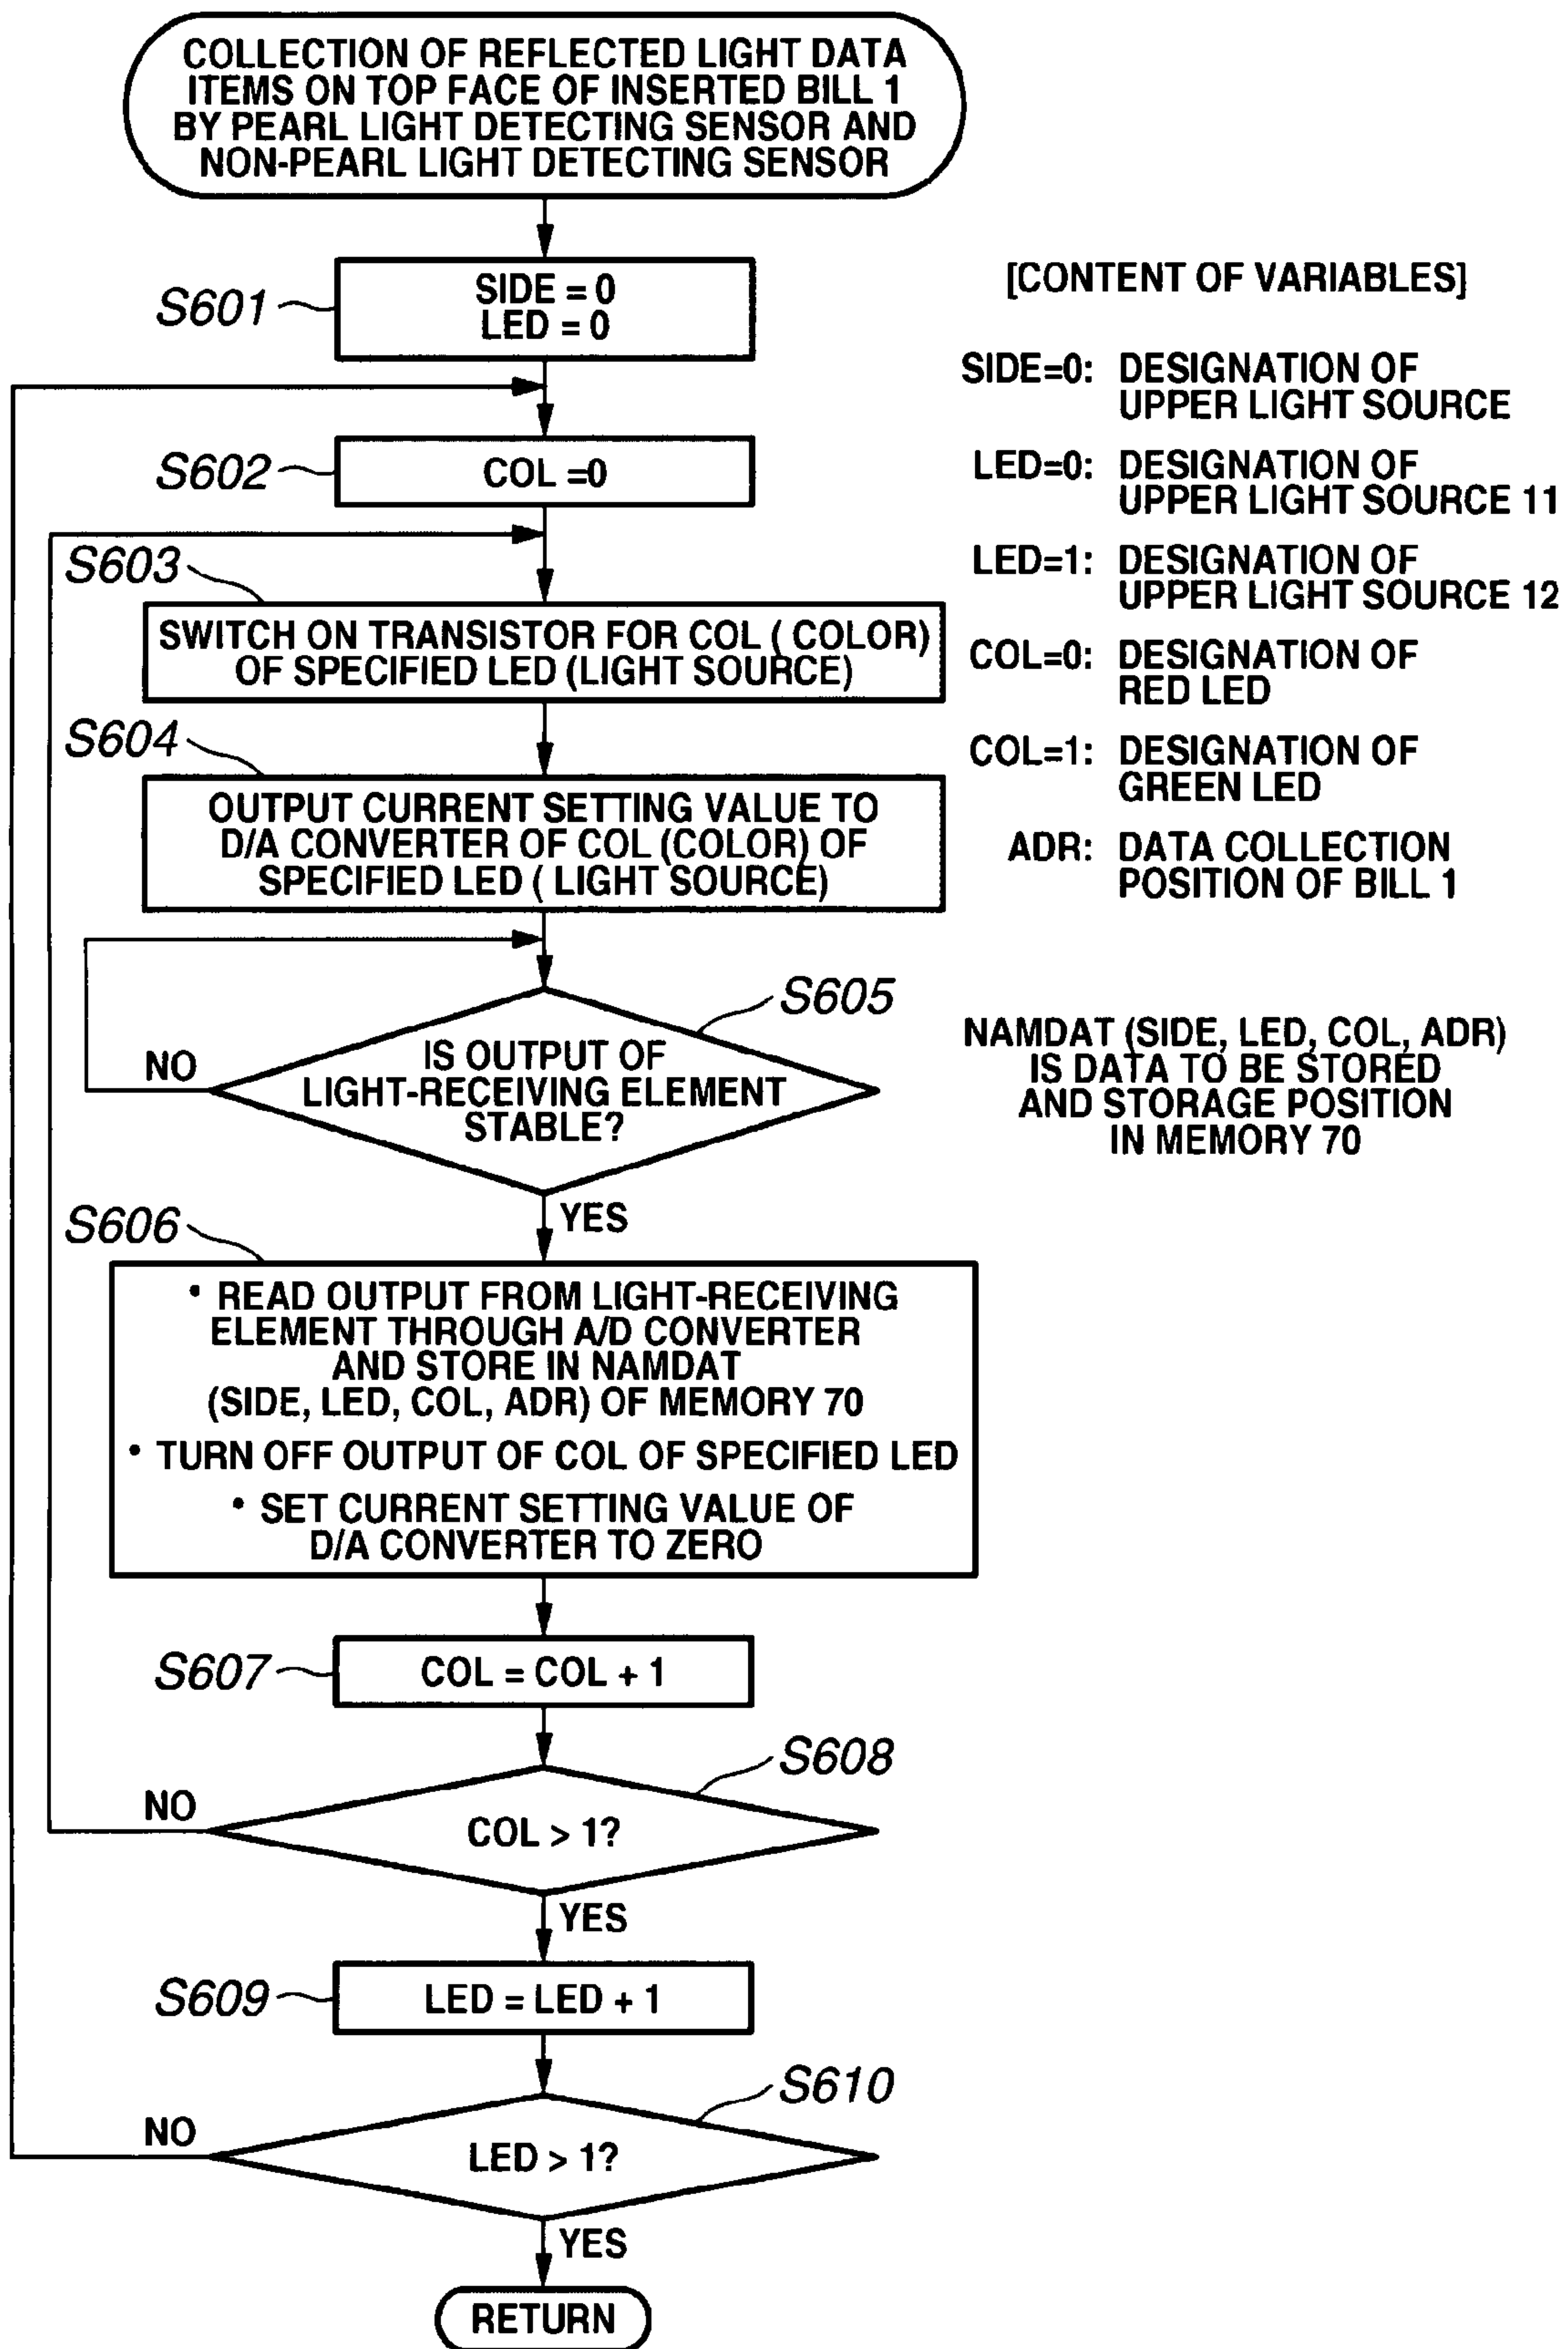 COLLECTION OF REFLECTED LIGHT DATA
ITEMS ON TOP FACE OF INSERTED BILL 1
BY PEARL LIGHT DETECTING SENSOR AND
NON-PEARL LIGHT DETECTING SENSOR
S601
SIDE = 0
LED = 0
S602
COL =0
S603
SWITCH ON TRANSISTOR FOR COL ( COLOR)
OF SPECIFIED LED (LIGHT SOURCE)
S604
OUTPUT CURRENT SETTING VALUE TO
D/A CONVERTER OF COL (COLOR) OF
SPECIFIED LED ( LIGHT SOURCE)
S605
NO
IS OUTPUT OF
LIGHT-RECEIVING ELEMENT
STABLE?
YES
S606
• READ OUTPUT FROM LIGHT-RECEIVING
ELEMENT THROUGH A/D CONVERTER
AND STORE IN NAMDAT
(SIDE, LED, COL, ADR) OF MEMORY 70
• TURN OFF OUTPUT OF COL OF SPECIFIED LED
• SET CURRENT SETTING VALUE OF
D/A CONVERTER TO ZERO
S607
COL = COL + 1
S608
NO
COL > 1?
YES
S609
LED = LED + 1
S610
NO
LED > 1?
YES
RETURN
[CONTENT OF VARIABLES]
SIDE=0: DESIGNATION OF
UPPER LIGHT SOURCE
LED=0: DESIGNATION OF
UPPER LIGHT SOURCE 11
LED=1: DESIGNATION OF
UPPER LIGHT SOURCE 12
COL=0: DESIGNATION OF
RED LED
COL=1: DESIGNATION OF
GREEN LED
ADR: DATA COLLECTION
POSITION OF BILL 1
NAMDAT (SIDE, LED, COL, ADR)
IS DATA TO BE STORED
AND STORAGE POSITION
IN MEMORY 70